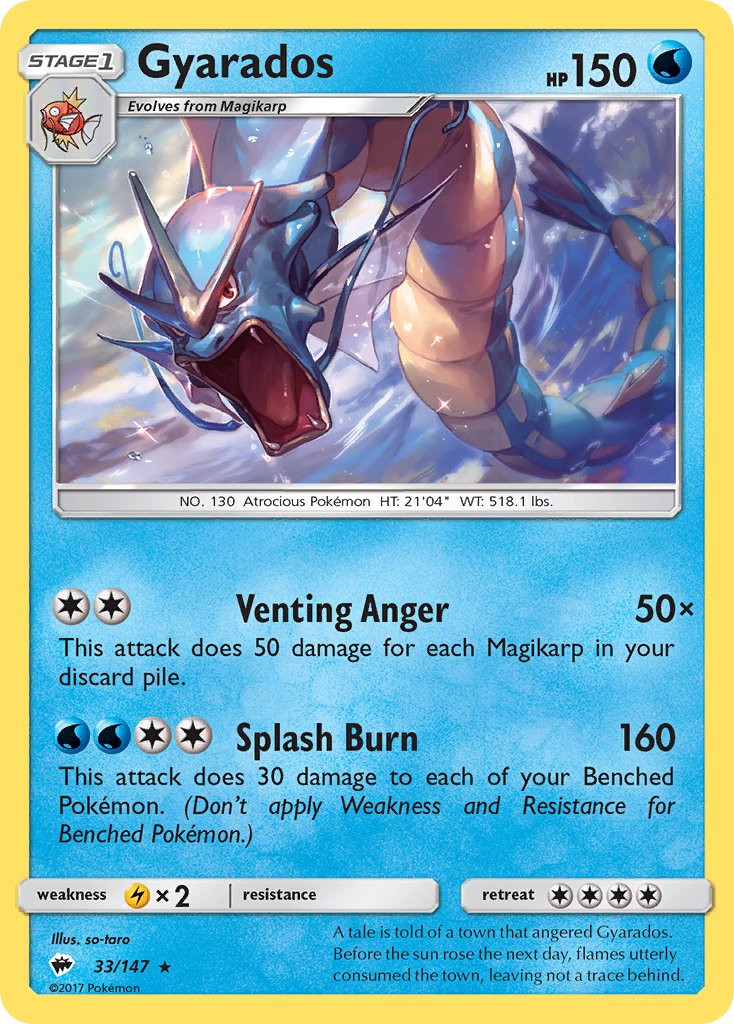 STAGE1
Gyarados
HP 150
Evolves from Magikarp
NO. 130 Atrocious Pokémon HT: 21'04" WT: 518.1 lbs.
Venting Anger 50×
This attack does 50 damage for each Magikarp in your
discard pile.
Splash Burn 160
This attack does 30 damage to each of your Benched
Pokémon. (Don't apply Weakness and Resistance for
Benched Pokémon.)
weakness × 2 resistance retreat
Illus. so-taro
33/147
©2017 Pokémon
A tale is told of a town that angered Gyarados.
Before the sun rose the next day, flames utterly
consumed the town, leaving not a trace behind.